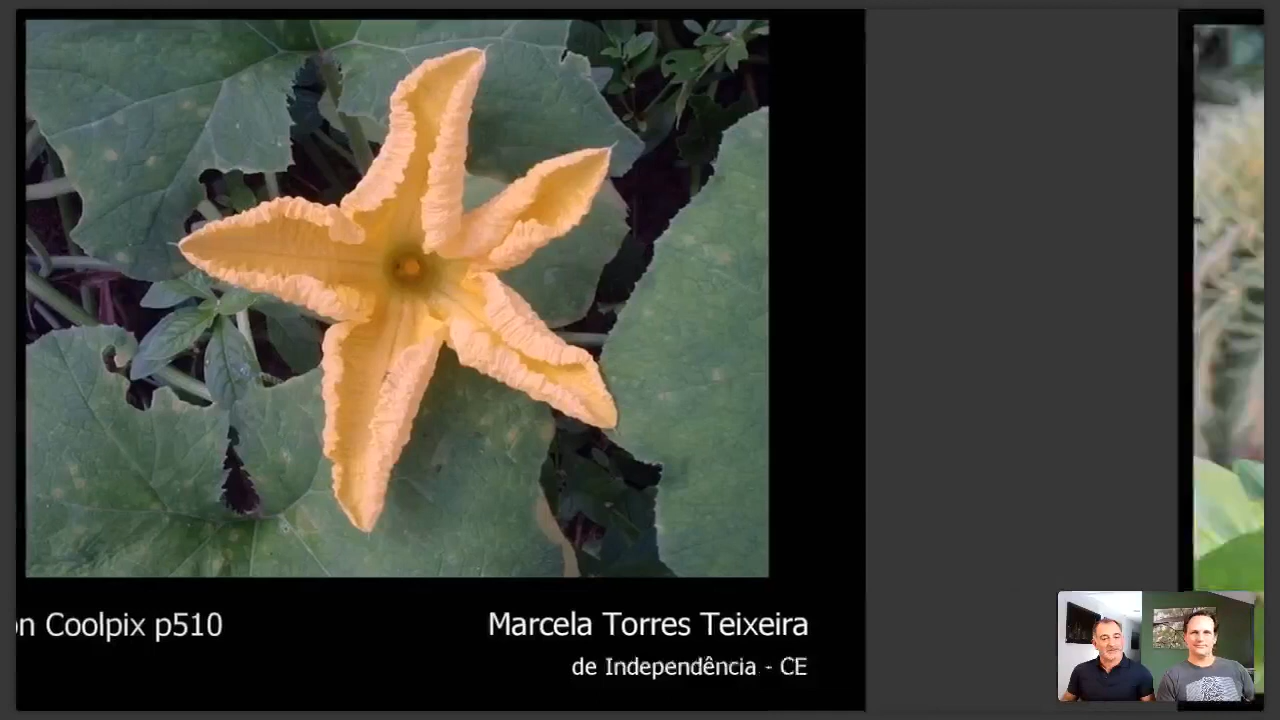 on Coolpix p510
Marcela Torres Teixeira
de Independência - CE